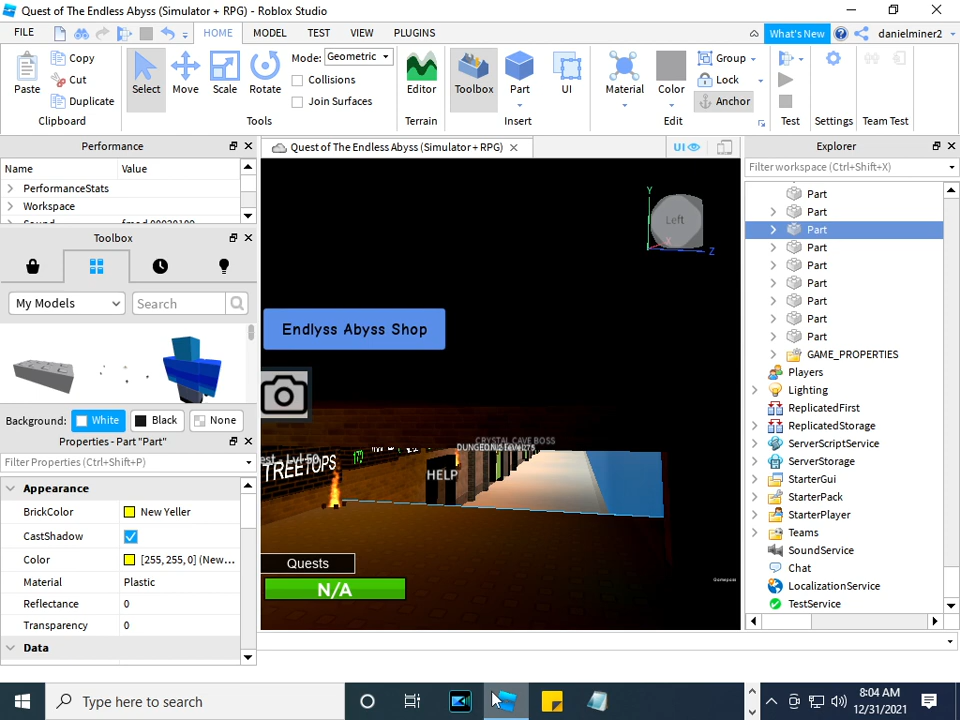 Quest of The Endless Abyss (Simulator + RPG) - Roblox Studio
FILE HOME MODEL TEST VIEW PLUGINS What's New danielminer2
Paste Copy Cut Duplicate Clipboard
Select Move Scale Rotate Mode: Geometric Collisions Join Surfaces Tools
Editor Terrain
Toolbox Part UI Insert
Material Color Group Lock Anchor Edit
Test Settings Team Test
Performance
Name Value
PerformanceStats
Workspace
Toolbox
My Models Search
Background: White Black None
Properties - Part "Part"
Filter Properties (Ctrl+Shift+P)
Appearance
BrickColor New Yeller
CastShadow
Color [255, 255, 0] (New...
Material Plastic
Reflectance 0
Transparency 0
Data
Quest of The Endless Abyss (Simulator + RPG) UI
Left
Y
Z
Endlyss Abyss Shop
CRYSTAL CAVE BOSS
TREETOPS
HELP
Quests
N/A
Gamepass
Explorer
Filter workspace (Ctrl+Shift+X)
Part
Part
Part
Part
Part
Part
Part
Part
Part
GAME_PROPERTIES
Players
Lighting
ReplicatedFirst
ReplicatedStorage
ServerScriptService
ServerStorage
StarterGui
StarterPack
StarterPlayer
Teams
SoundService
Chat
LocalizationService
TestService
Type here to search
8:04 AM
12/31/2021